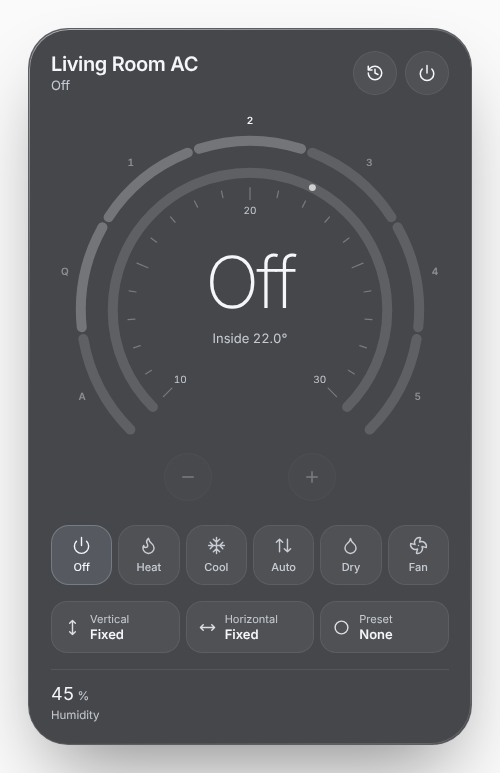 Living Room AC
Off
2
1
3
20
Q
4
Off
Inside 22.0°
10
30
A
5
Off
Heat
Cool
Auto
Dry
Fan
Vertical
Fixed
Horizontal
Fixed
Preset
None
45 %
Humidity